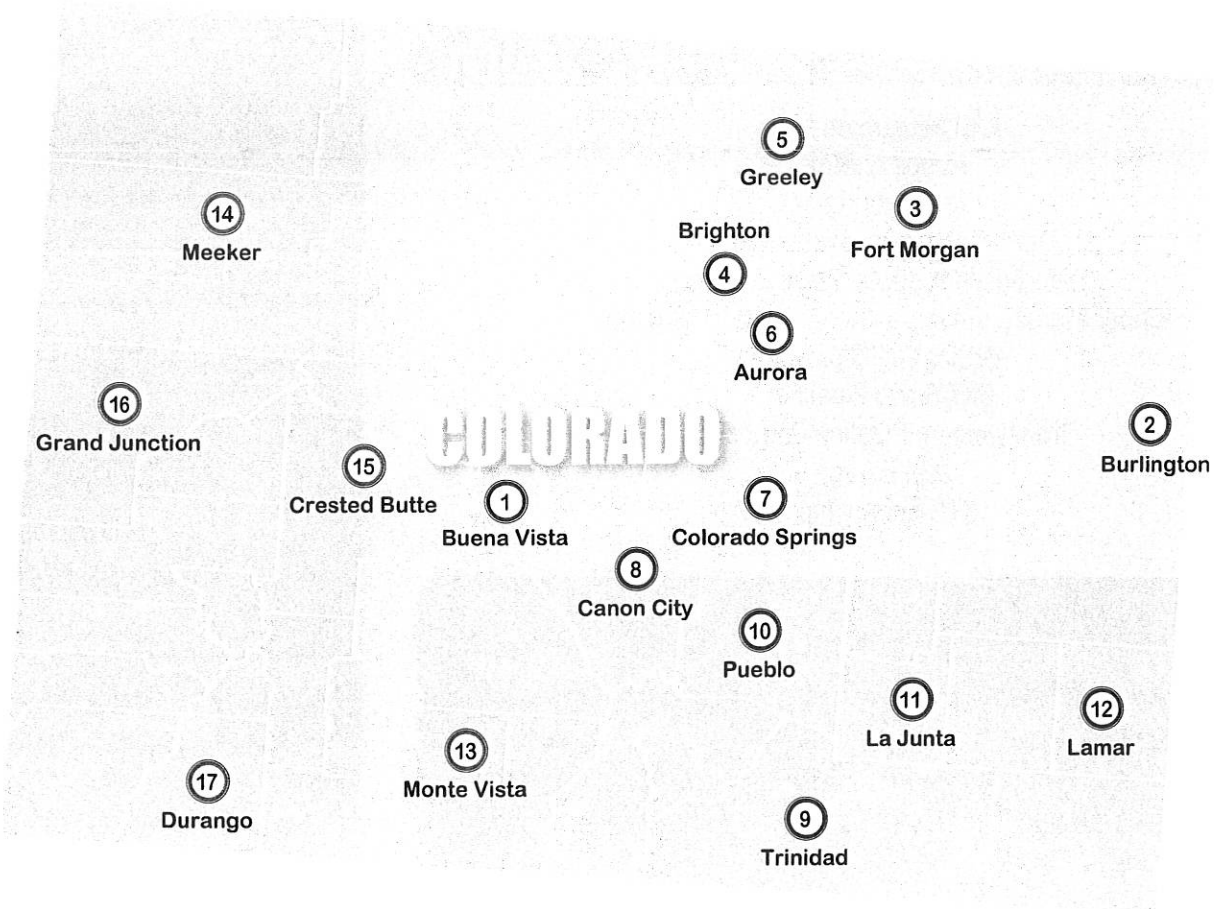 5
Greeley
14
Meeker
3
Fort Morgan
Brighton
4
6
Aurora
16
Grand Junction
COLORADO
2
Burlington
15
Crested Butte
1
Buena Vista
7
Colorado Springs
8
Canon City
10
Pueblo
11
La Junta
12
Lamar
13
Monte Vista
17
Durango
9
Trinidad